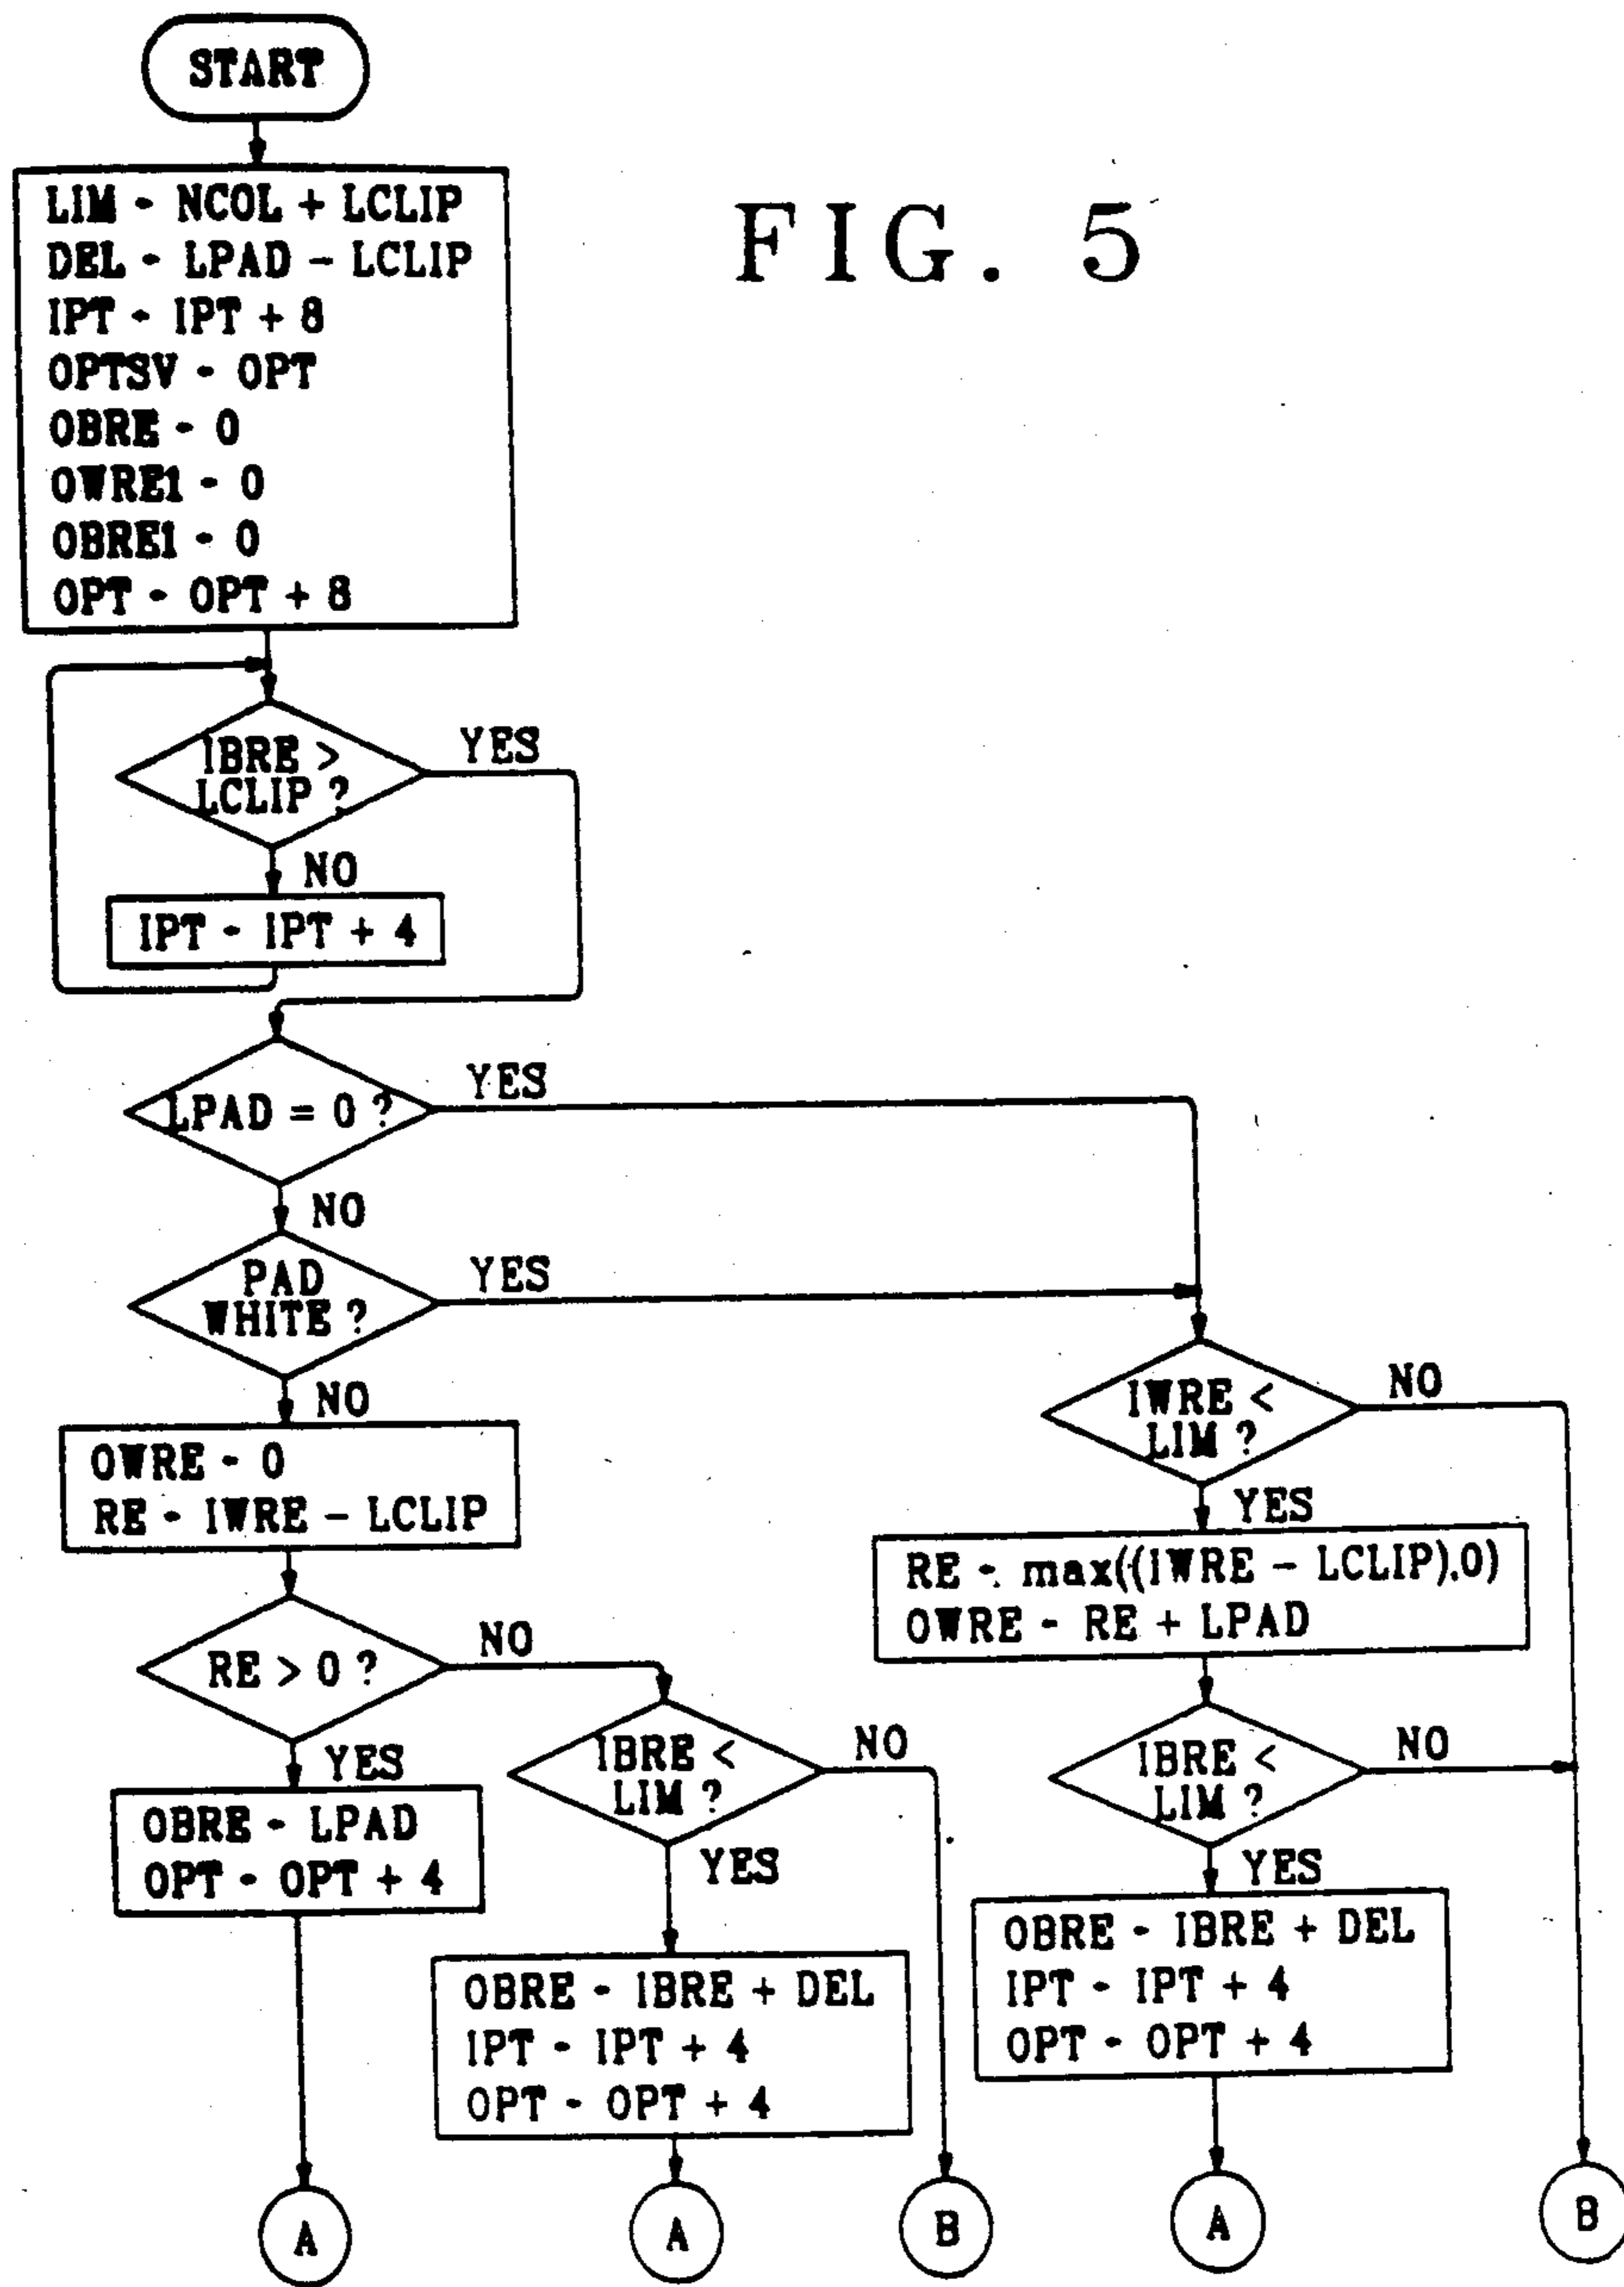 START
FIG. 5
LIM - NCOL + LCLIP
DEL - LPAD - LCLIP
IPT - IPT + 8
OPTSV - OPT
OBRE - 0
OWRE1 - 0
OBRE1 - 0
OPT - OPT + 8
IBRE >
LCLIP ?
YES
NO
IPT - IPT + 4
LPAD = 0 ?
YES
NO
PAD
WHITE ?
YES
NO
IWRE <
LIM ?
NO
YES
OWRE - 0
RE - IWRE - LCLIP
RE - max((IWRE - LCLIP),0)
OWRE - RE + LPAD
RE > 0 ?
NO
YES
IBRE <
LIM ?
NO
YES
IBRE <
LIM ?
NO
YES
OBRE - LPAD
OPT - OPT + 4
OBRE - IBRE + DEL
IPT - IPT + 4
OPT - OPT + 4
OBRE - IBRE + DEL
IPT - IPT + 4
OPT - OPT + 4
A
A
B
A
B